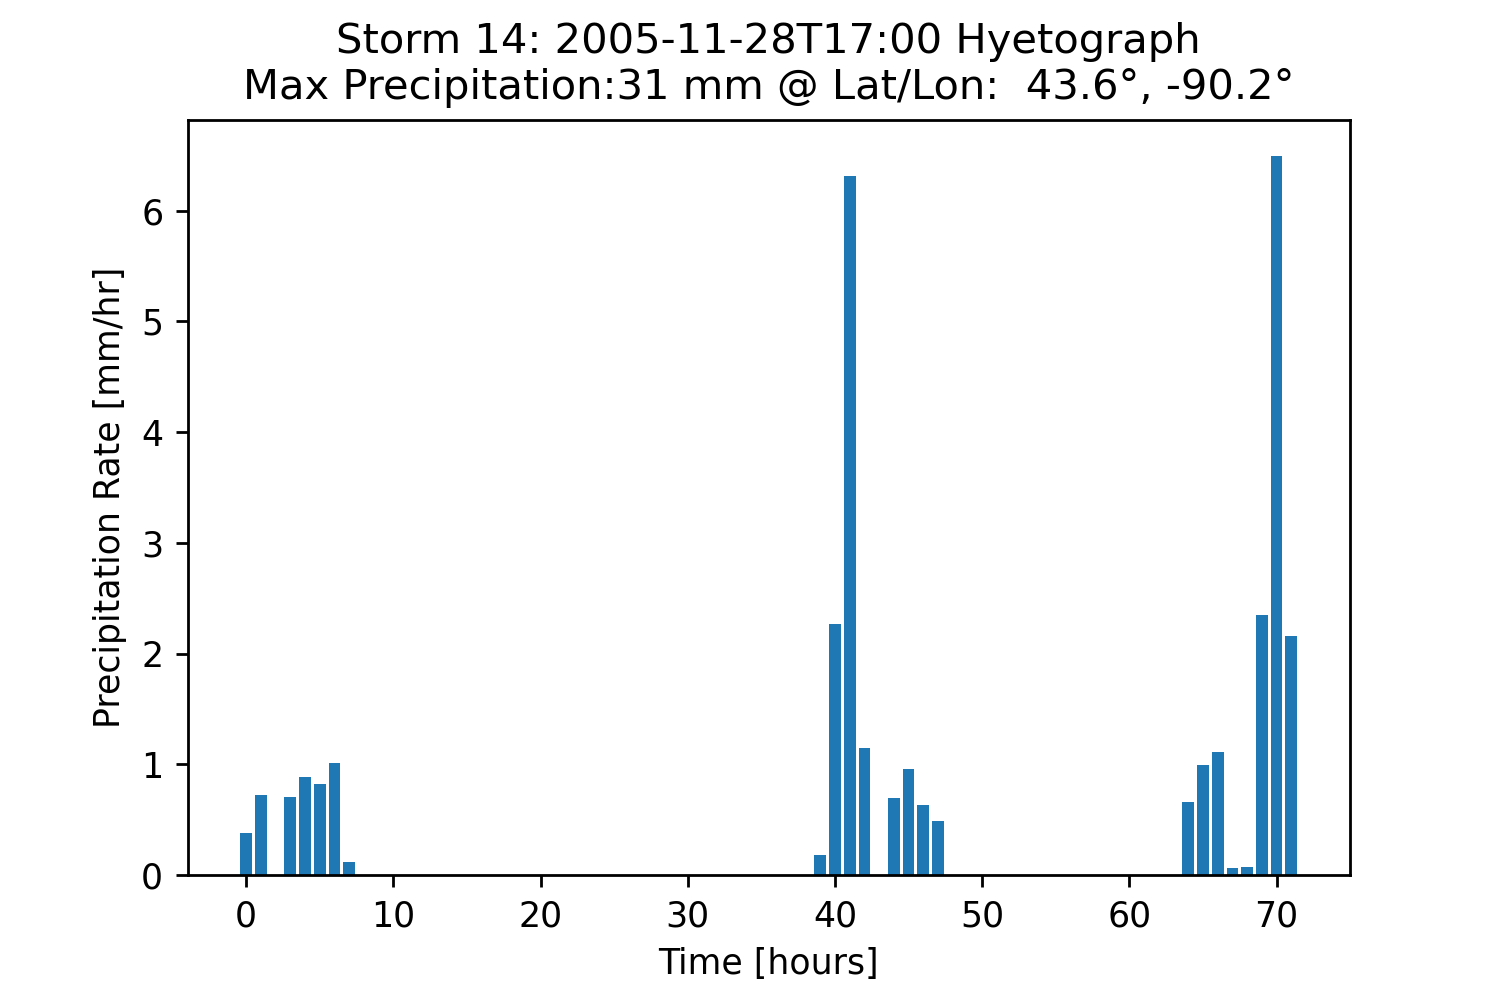 Storm 14: 2005-11-28T17:00 Hyetograph
Max Precipitation:31 mm @ Lat/Lon:  43.6°, -90.2°
Precipitation Rate [mm/hr]
6
5
4
3
2
1
0
0 10 20 30 40 50 60 70
Time [hours]